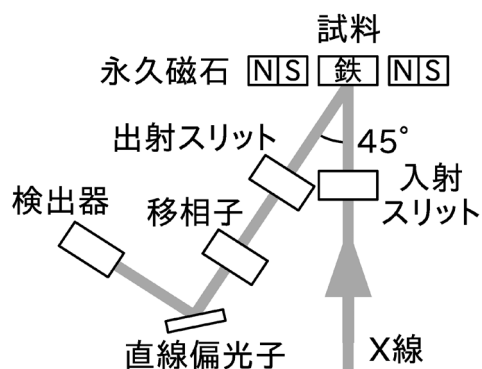 試料
永久磁石 NS 鉄 NS
出射スリット
45°
検出器
移相子
入射
スリット
直線偏光子
X線